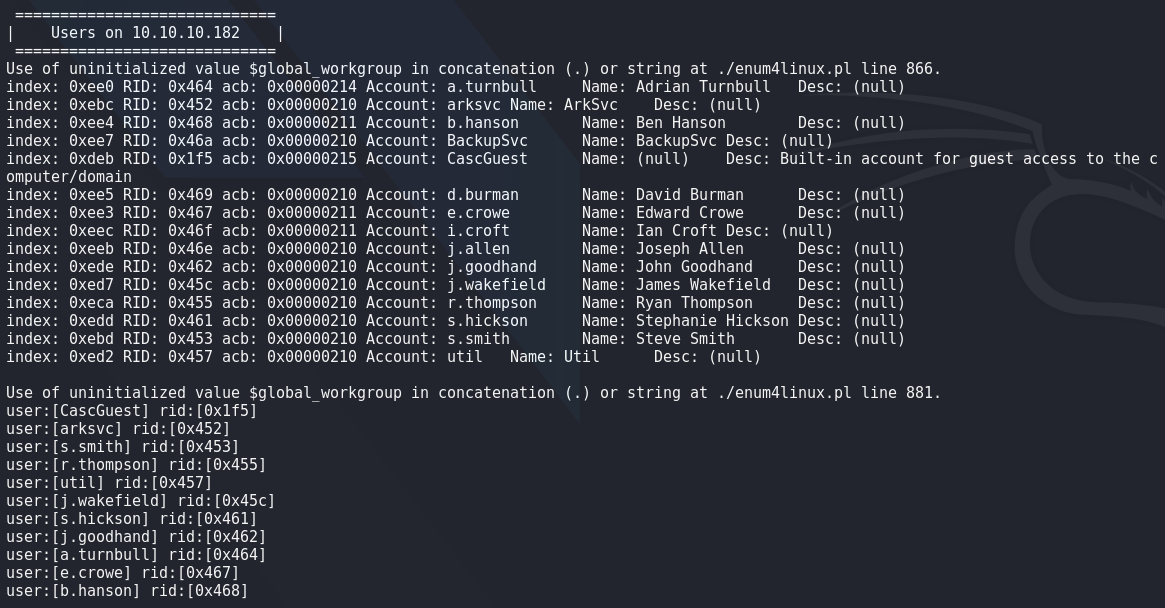 =============================
|    Users on 10.10.10.182    |
 =============================
Use of uninitialized value $global_workgroup in concatenation (.) or string at ./enum4linux.pl line 866.
index: 0xee0 RID: 0x464 acb: 0x00000214 Account: a.turnbull     Name: Adrian Turnbull   Desc: (null)
index: 0xebc RID: 0x452 acb: 0x00000210 Account: arksvc Name: ArkSvc    Desc: (null)
index: 0xee4 RID: 0x468 acb: 0x00000211 Account: b.hanson       Name: Ben Hanson        Desc: (null)
index: 0xee7 RID: 0x46a acb: 0x00000210 Account: BackupSvc      Name: BackupSvc Desc: (null)
index: 0xdeb RID: 0x1f5 acb: 0x00000215 Account: CascGuest      Name: (null)    Desc: Built-in account for guest access to the c
omputer/domain
index: 0xee5 RID: 0x469 acb: 0x00000210 Account: d.burman       Name: David Burman      Desc: (null)
index: 0xee3 RID: 0x467 acb: 0x00000211 Account: e.crowe        Name: Edward Crowe      Desc: (null)
index: 0xeec RID: 0x46f acb: 0x00000211 Account: i.croft        Name: Ian Croft Desc: (null)
index: 0xeeb RID: 0x46e acb: 0x00000210 Account: j.allen        Name: Joseph Allen      Desc: (null)
index: 0xede RID: 0x462 acb: 0x00000210 Account: j.goodhand     Name: John Goodhand     Desc: (null)
index: 0xed7 RID: 0x45c acb: 0x00000210 Account: j.wakefield    Name: James Wakefield   Desc: (null)
index: 0xeca RID: 0x455 acb: 0x00000210 Account: r.thompson     Name: Ryan Thompson     Desc: (null)
index: 0xedd RID: 0x461 acb: 0x00000210 Account: s.hickson      Name: Stephanie Hickson Desc: (null)
index: 0xebd RID: 0x453 acb: 0x00000210 Account: s.smith        Name: Steve Smith       Desc: (null)
index: 0xed2 RID: 0x457 acb: 0x00000210 Account: util   Name: Util      Desc: (null)

Use of uninitialized value $global_workgroup in concatenation (.) or string at ./enum4linux.pl line 881.
user:[CascGuest] rid:[0x1f5]
user:[arksvc] rid:[0x452]
user:[s.smith] rid:[0x453]
user:[r.thompson] rid:[0x455]
user:[util] rid:[0x457]
user:[j.wakefield] rid:[0x45c]
user:[s.hickson] rid:[0x461]
user:[j.goodhand] rid:[0x462]
user:[a.turnbull] rid:[0x464]
user:[e.crowe] rid:[0x467]
user:[b.hanson] rid:[0x468]